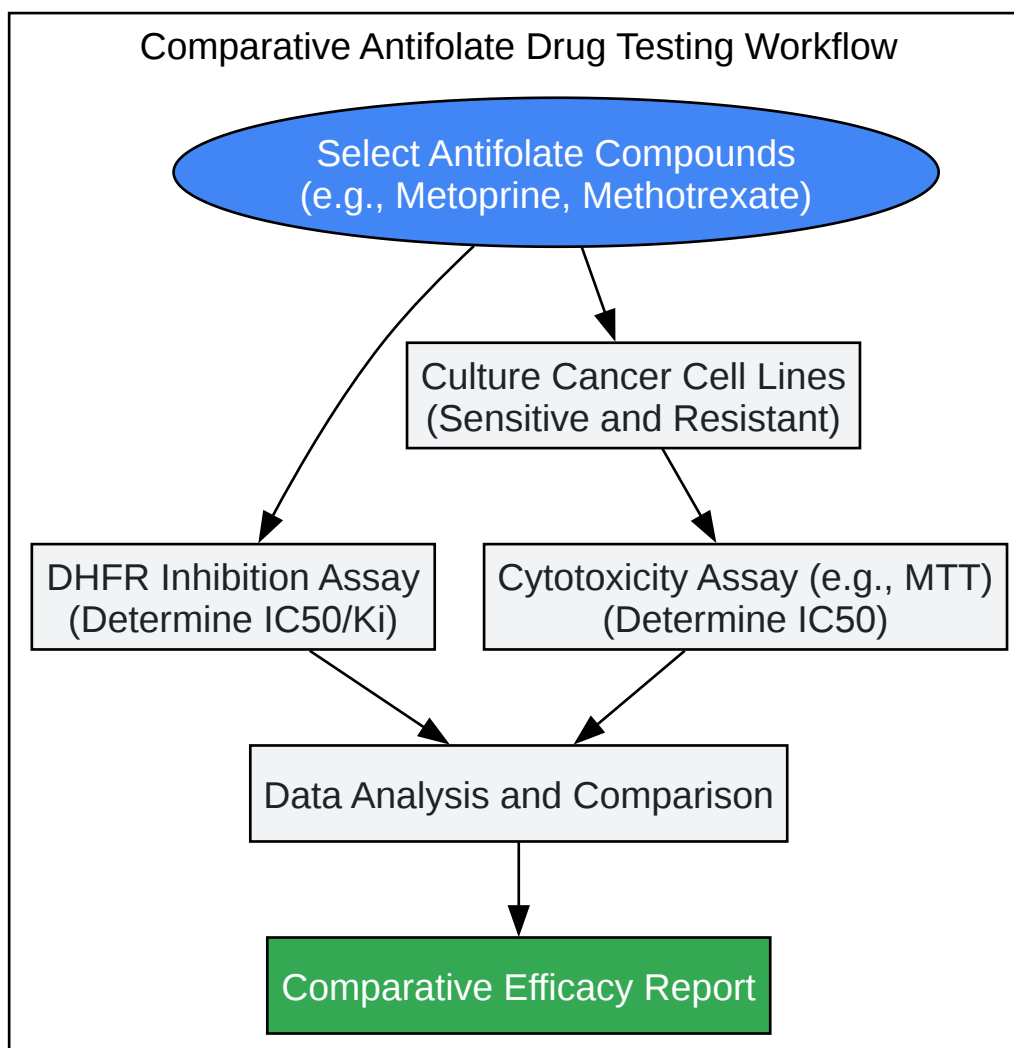 Comparative Antifolate Drug Testing Workflow
Select Antifolate Compounds
(e.g., Metoprine, Methotrexate)
Culture Cancer Cell Lines
(Sensitive and Resistant)
DHFR Inhibition Assay
(Determine IC50/Ki)
Cytotoxicity Assay (e.g., MTT)
(Determine IC50)
Data Analysis and Comparison
Comparative Efficacy Report